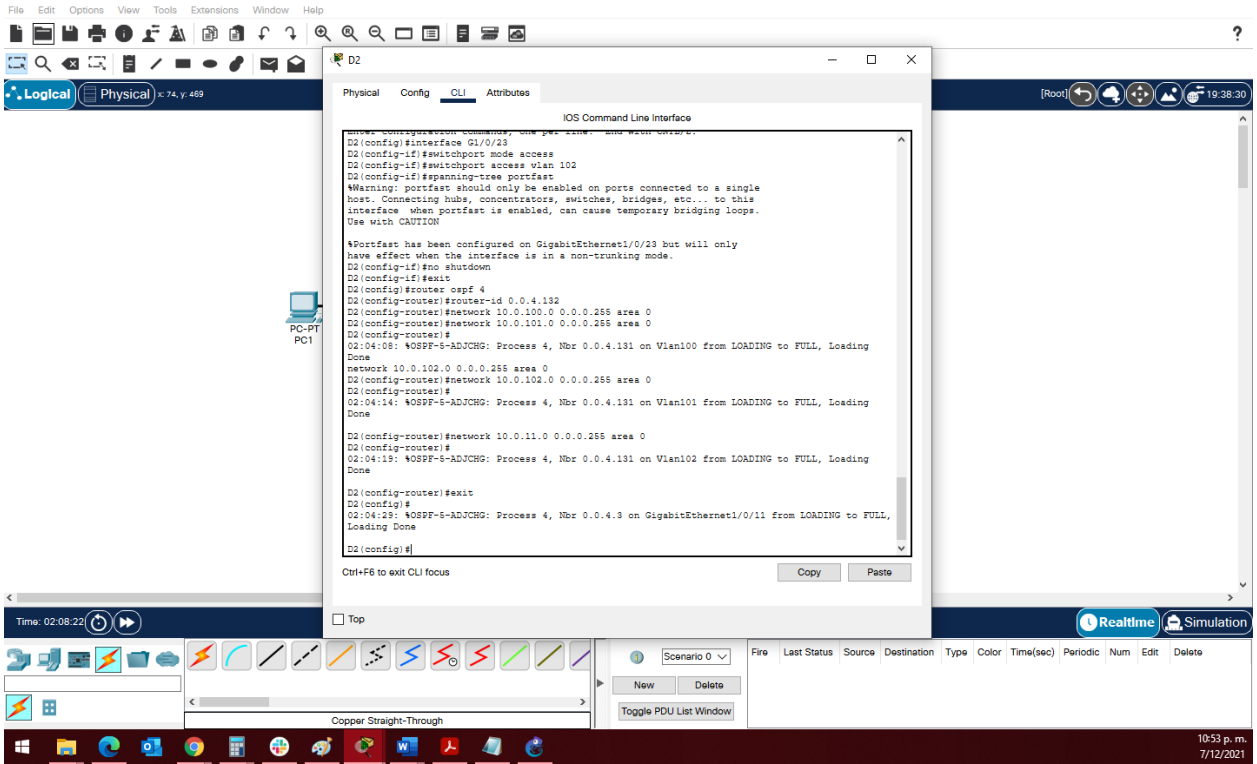 File Edit Options View Tools Extensions Window Help
?
D2
Logical
Physical
x: 74, y: 469
[Root]
19:38:30
Physical Config CLI Attributes
IOS Command Line Interface
Enter configuration commands, one per line. End with CNTL/Z.
D2(config)#interface G1/0/23
D2(config-if)#switchport mode access
D2(config-if)#switchport access vlan 102
D2(config-if)#spanning-tree portfast
%Warning: portfast should only be enabled on ports connected to a single
host. Connecting hubs, concentrators, switches, bridges, etc... to this
interface when portfast is enabled, can cause temporary bridging loops.
Use with CAUTION
%Portfast has been configured on GigabitEthernet1/0/23 but will only
have effect when the interface is in a non-trunking mode.
D2(config-if)#no shutdown
D2(config-if)#exit
D2(config)#router ospf 4
D2(config-router)#router-id 0.0.4.132
D2(config-router)#network 10.0.100.0 0.0.0.255 area 0
D2(config-router)#network 10.0.101.0 0.0.0.255 area 0
D2(config-router)#
02:04:08: %OSPF-5-ADJCHG: Process 4, Nbr 0.0.4.131 on Vlan100 from LOADING to FULL, Loading
Done
network 10.0.102.0 0.0.0.255 area 0
D2(config-router)#network 10.0.102.0 0.0.0.255 area 0
D2(config-router)#
02:04:14: %OSPF-5-ADJCHG: Process 4, Nbr 0.0.4.131 on Vlan101 from LOADING to FULL, Loading
Done
D2(config-router)#network 10.0.11.0 0.0.0.255 area 0
D2(config-router)#
02:04:19: %OSPF-5-ADJCHG: Process 4, Nbr 0.0.4.131 on Vlan102 from LOADING to FULL, Loading
Done
D2(config-router)#exit
D2(config)#
02:04:29: %OSPF-5-ADJCHG: Process 4, Nbr 0.0.4.3 on GigabitEthernet1/0/11 from LOADING to FULL,
Loading Done
D2(config)#
PC-PT
PC1
Ctrl+F6 to exit CLI focus
Copy
Paste
Top
Time: 02:08:22
Realtime
Simulation
Scenario 0
Fire Last Status Source Destination Type Color Time(sec) Periodic Num Edit Delete
New
Delete
Toggle PDU List Window
Copper Straight-Through
10:53 p. m.
7/12/2021